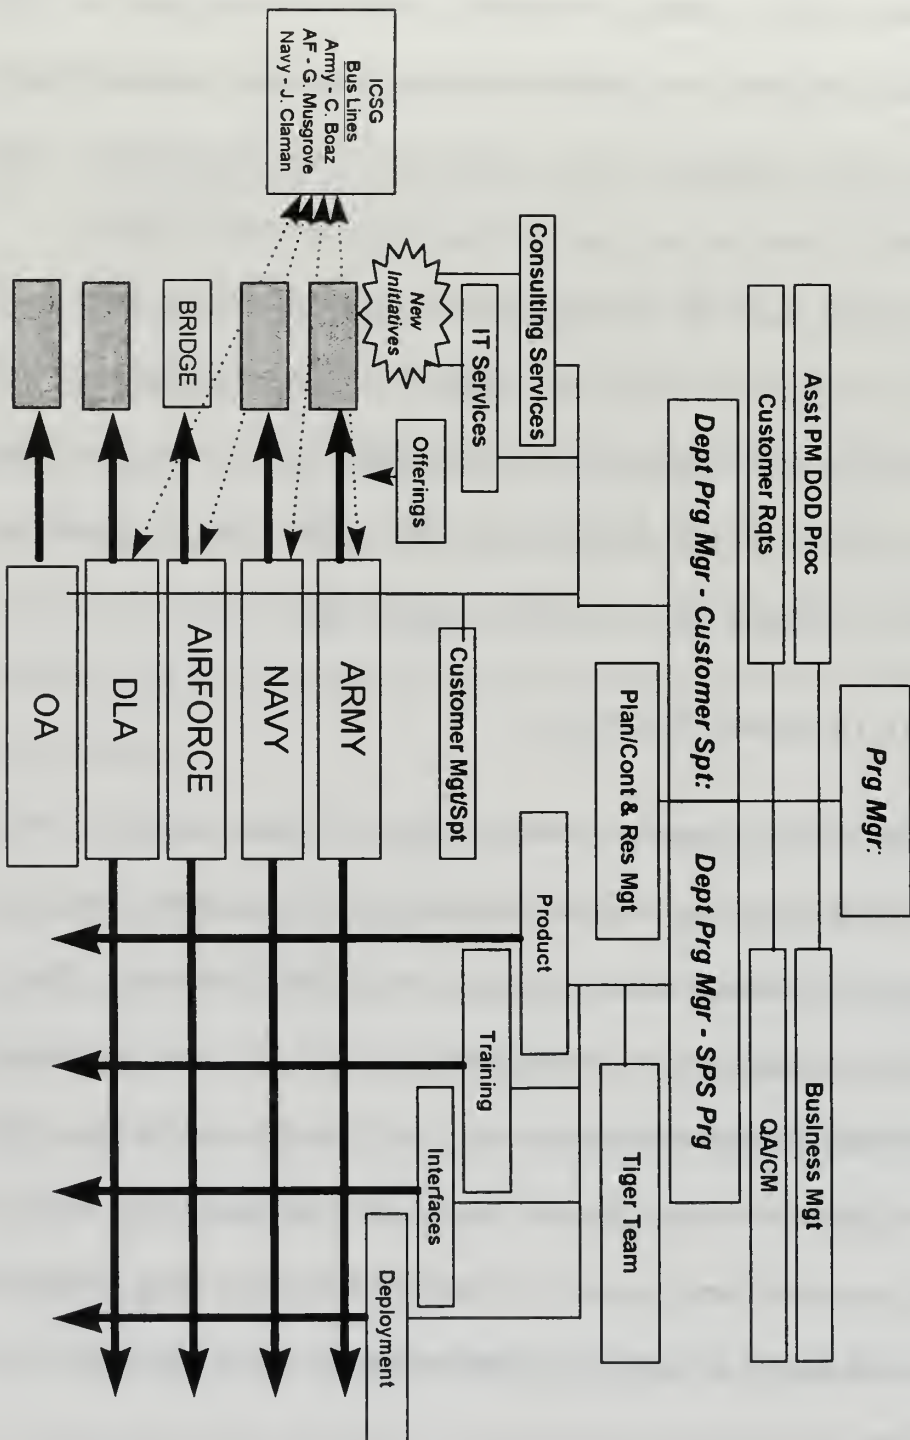 Prg Mgr:
Asst PM DOD Proc
Business Mgt
Customer Rqts
QA/CM
Dept Prg Mgr - Customer Spt:
Dept Prg Mgr - SPS Prg
Plan/Cont & Res Mgt
Tiger Team
Consulting Services
IT Services
New
Initiatives
Offerings
Customer Mgt/Spt
Product
Training
Interfaces
Deployment
ICSG
Bus Lines
Army - C. Boaz
AF - G. Musgrove
Navy - J. Claman
ARMY
NAVY
BRIDGE
AIRFORCE
DLA
OA